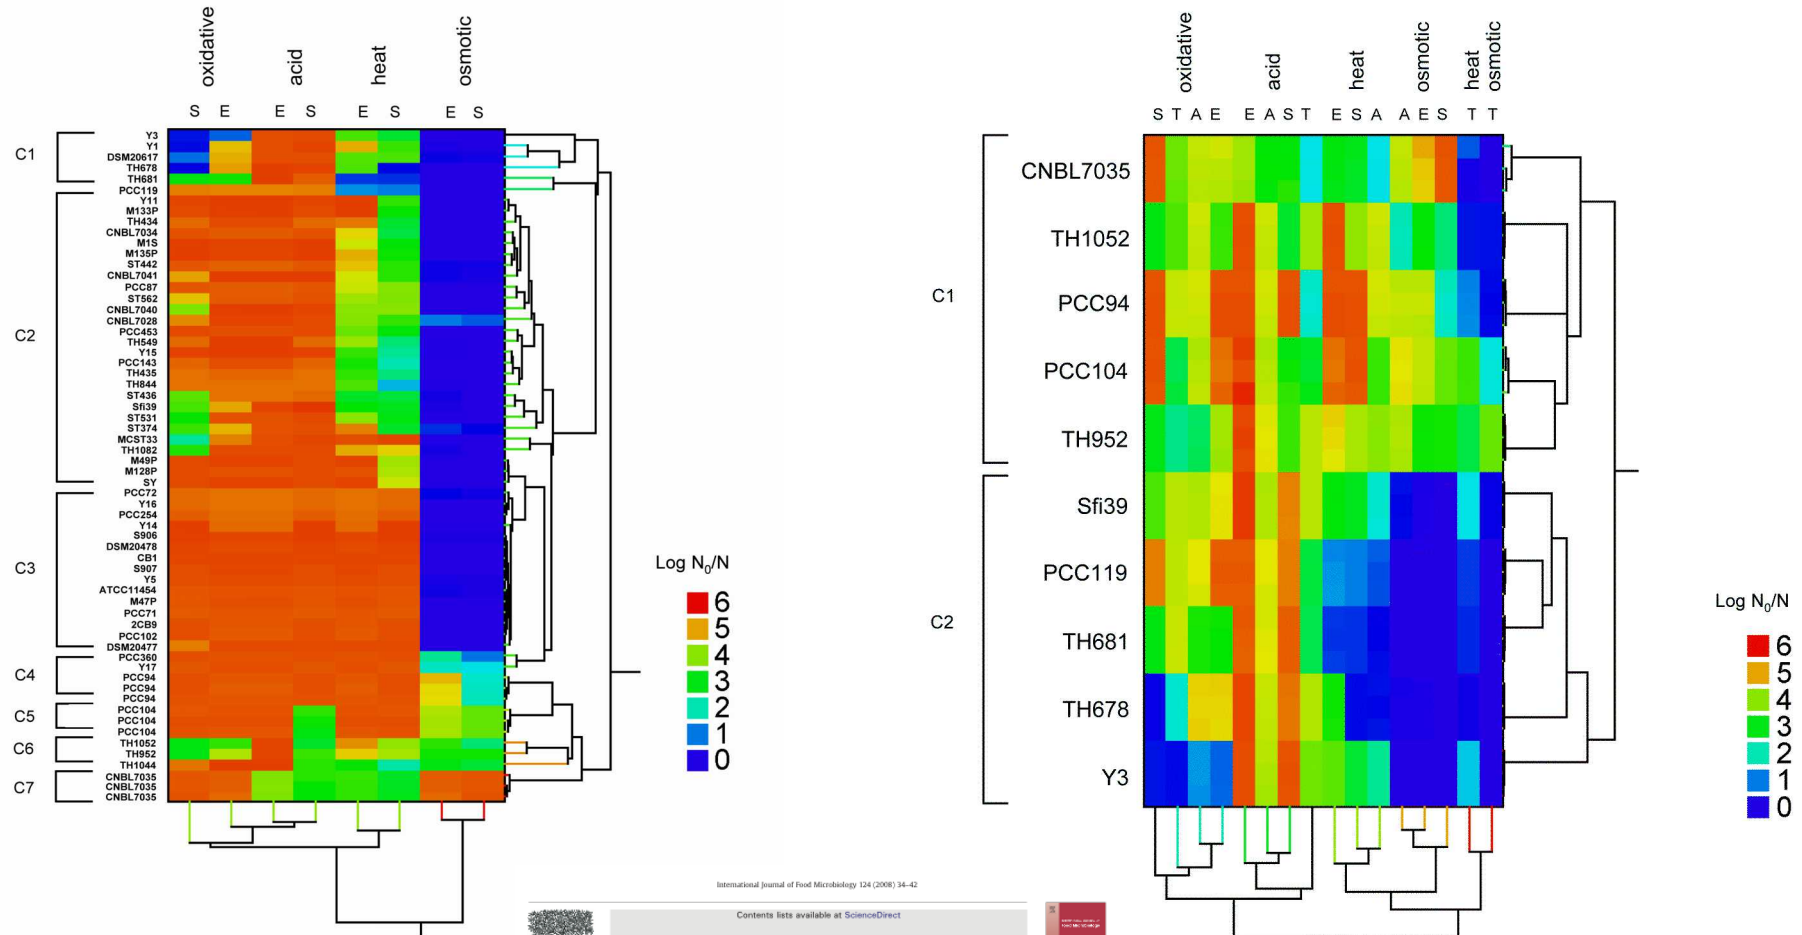 oxidative acid heat osmotic
S E E S E S E S
C1
C2
C3
C4
C5
C6
C7
Y3
Y1
DSM20617
TH678
TH681
PCC119
Y11
M133P
TH434
CNBL7034
M1S
M135P
ST442
CNBL7041
PCC87
ST562
CNBL7040
CNBL7028
PCC453
TH549
Y15
PCC143
TH435
TH844
ST436
Sfi39
ST531
ST374
MCST33
TH1082
M49P
M128P
SY
PCC72
Y16
PCC254
Y14
S906
DSM20478
CB1
S907
Y5
ATCC11454
M47P
PCC71
2CB9
PCC102
DSM20477
PCC360
Y17
PCC94
PCC94
PCC94
PCC104
PCC104
PCC104
TH1052
TH952
TH1044
CNBL7035
CNBL7035
CNBL7035
Log N0/N
6
5
4
3
2
1
0
oxidative acid heat osmotic heat osmotic
S T A E E A S T E S A A E S T T
C1
C2
CNBL7035
TH1052
PCC94
PCC104
TH952
Sfi39
PCC119
TH681
TH678
Y3
Log N0/N
6
5
4
3
2
1
0
International Journal of Food Microbiology 124 (2008) 34–42
Contents lists available at ScienceDirect